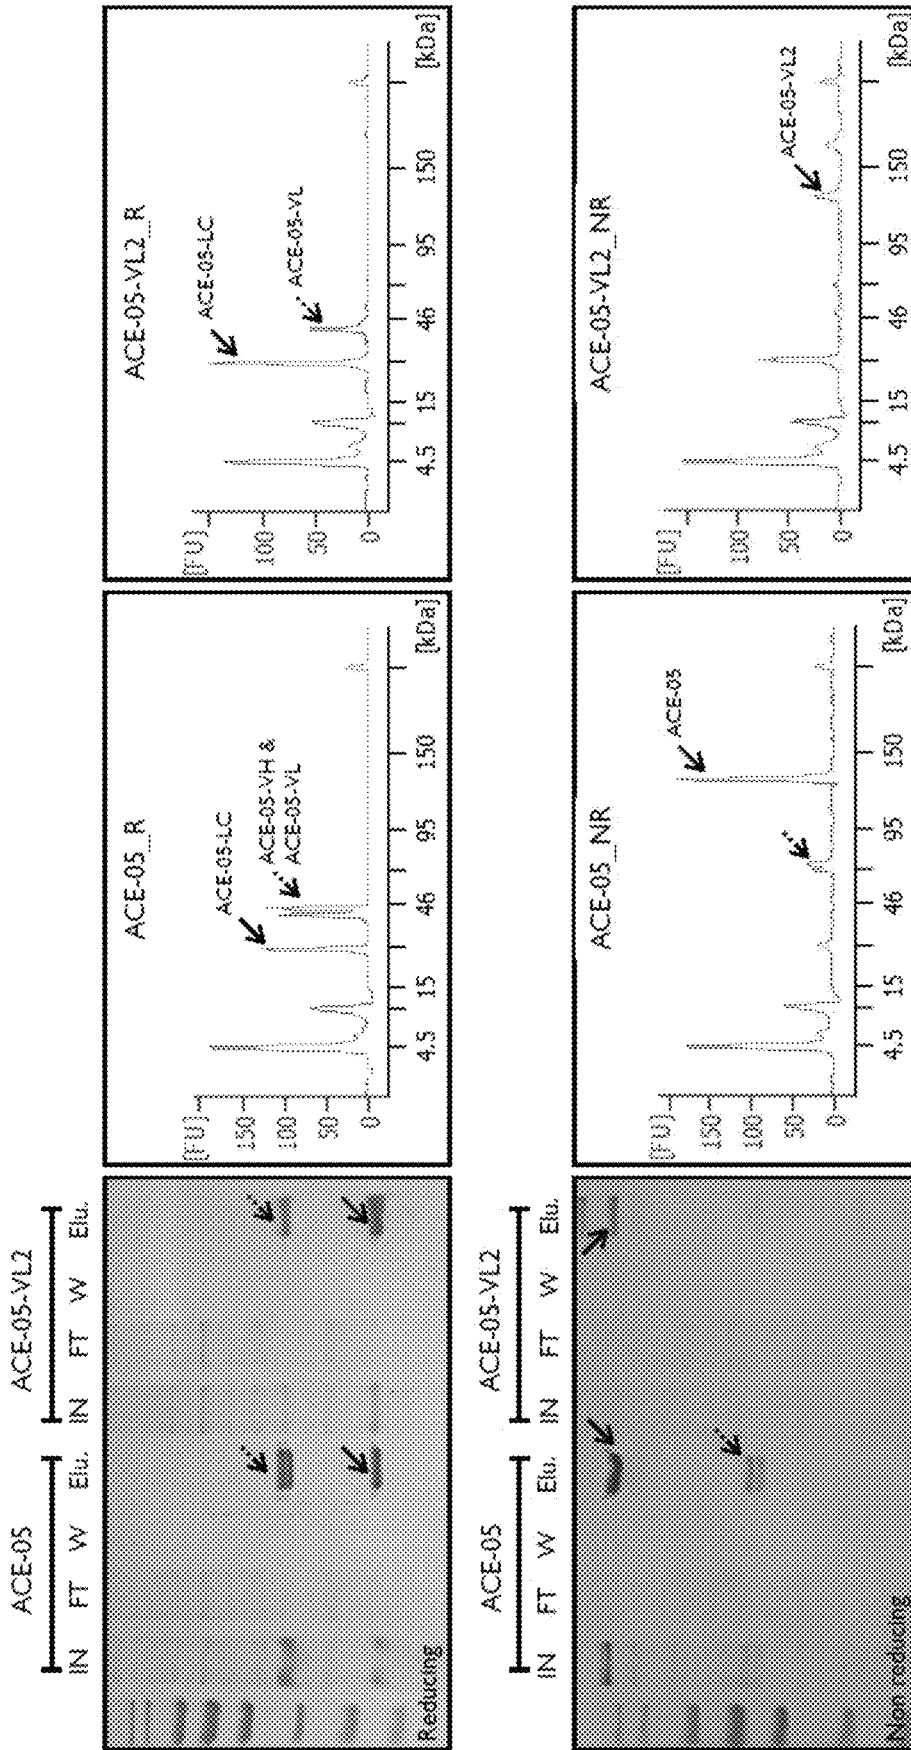 ACE-05
ACE-05-VL2
IN FT W Elu.
IN FT W Elu.
Reducing
ACE-05_R
[FU]
150
100
50
0
ACE-05-LC
ACE-05-VH &
ACE-05-VL
4.5 15 46 95 150 [kDa]
ACE-05-VL2_R
[FU]
100
50
0
ACE-05-LC
ACE-05-VL
4.5 15 46 95 150 [kDa]
ACE-05
ACE-05-VL2
IN FT W Elu.
IN FT W Elu.
Non reducing
ACE-05_NR
[FU]
150
100
50
0
ACE-05
4.5 15 46 95 150 [kDa]
ACE-05-VL2_NR
[FU]
100
50
0
ACE-05-VL2
4.5 15 46 95 150 [kDa]